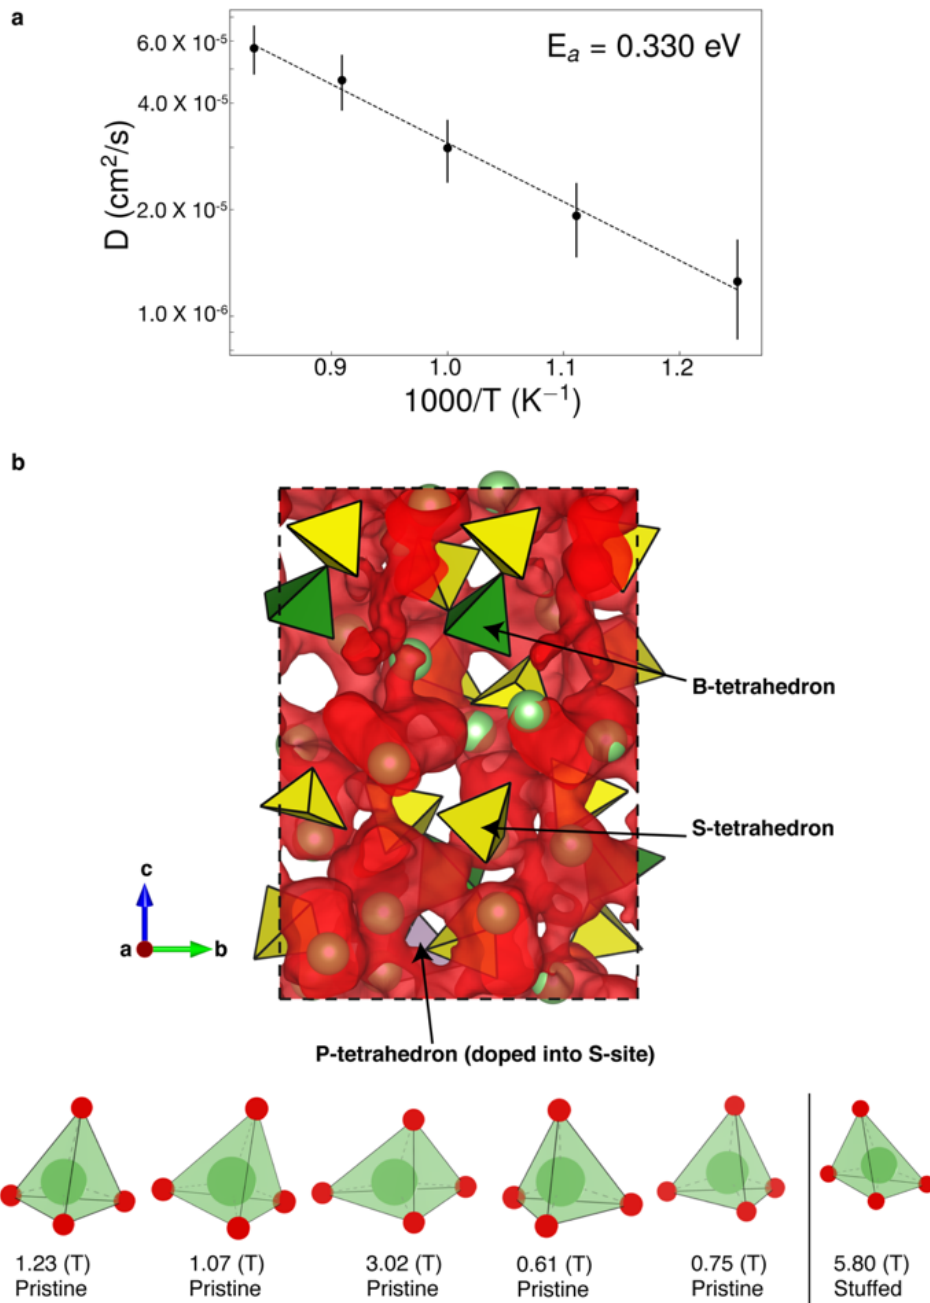 a
E_a = 0.330 eV
6.0 X 10⁻⁵
4.0 X 10⁻⁵
2.0 X 10⁻⁵
1.0 X 10⁻⁶
D (cm²/s)
0.9 1.0 1.1 1.2
1000/T (K⁻¹)
b
B-tetrahedron
S-tetrahedron
c
a b
P-tetrahedron (doped into S-site)
1.23 (T) 1.07 (T) 3.02 (T) 0.61 (T) 0.75 (T) 5.80 (T)
Pristine Pristine Pristine Pristine Pristine Stuffed